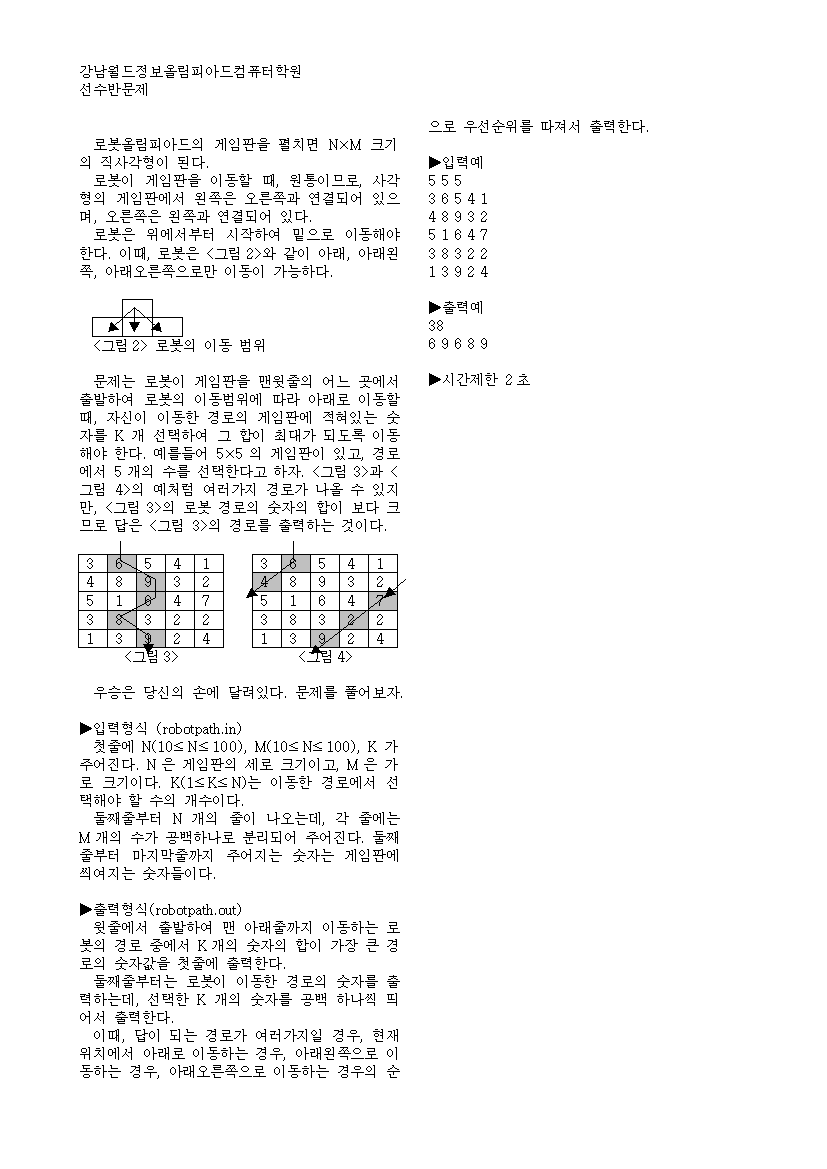 강남월드정보올림피아드컴퓨터학원
선수반문제
로봇올림피아드의 게임판을 펼치면 N×M 크기
의 직사각형이 된다.
로봇이 게임판을 이동할 때, 원통이므로, 사각
형의 게임판에서 왼쪽은 오른쪽과 연결되어 있으
며, 오른쪽은 왼쪽과 연결되어 있다.
로봇은 위에서부터 시작하여 밑으로 이동해야
한다. 이때, 로봇은 <그림 2>와 같이 아래, 아래왼
쪽, 아래오른쪽으로만 이동이 가능하다.
<그림 2> 로봇의 이동 범위
문제는 로봇이 게임판을 맨윗줄의 어느 곳에서
출발하여 로봇의 이동범위에 따라 아래로 이동할
때, 자신이 이동한 경로의 게임판에 적혀있는 숫
자를 K 개 선택하여 그 합이 최대가 되도록 이동
해야 한다. 예를들어 5×5 의 게임판이 있고, 경로
에서 5 개의 수를 선택한다고 하자. <그림 3>과 <
그림 4>의 예처럼 여러가지 경로가 나올 수 있지
만, <그림 3>의 로봇 경로의 숫자의 합이 보다 크
므로 답은 <그림 3>의 경로를 출력하는 것이다.
3 6 5 4 1
4 8 9 3 2
5 1 6 4 7
3 8 3 2 2
1 3 9 2 4
<그림 3>
3 6 5 4 1
4 8 9 3 2
5 1 6 4 7
3 8 3 2 2
1 3 9 2 4
<그림 4>
우승은 당신의 손에 달려있다. 문제를 풀어보자.
▶입력형식 (robotpath.in)
첫줄에 N(10≤N≤100), M(10≤N≤100), K 가
주어진다. N 은 게임판의 세로 크기이고, M 은 가
로 크기이다. K(1≤K≤N)는 이동한 경로에서 선
택해야 할 수의 개수이다.
둘째줄부터 N 개의 줄이 나오는데, 각 줄에는
M 개의 수가 공백하나로 분리되어 주어진다. 둘째
줄부터 마지막줄까지 주어지는 숫자는 게임판에
씌여지는 숫자들이다.
▶출력형식(robotpath.out)
윗줄에서 출발하여 맨 아래줄까지 이동하는 로
봇의 경로 중에서 K 개의 숫자의 합이 가장 큰 경
로의 숫자값을 첫줄에 출력한다.
둘째줄부터는 로봇이 이동한 경로의 숫자를 출
력하는데, 선택한 K 개의 숫자를 공백 하나씩 띄
어서 출력한다.
이때, 답이 되는 경로가 여러가지일 경우, 현재
위치에서 아래로 이동하는 경우, 아래왼쪽으로 이
동하는 경우, 아래오른쪽으로 이동하는 경우의 순
으로 우선순위를 따져서 출력한다.
▶입력예
5 5 5
3 6 5 4 1
4 8 9 3 2
5 1 6 4 7
3 8 3 2 2
1 3 9 2 4
▶출력예
38
6 9 6 8 9
▶시간제한 2 초